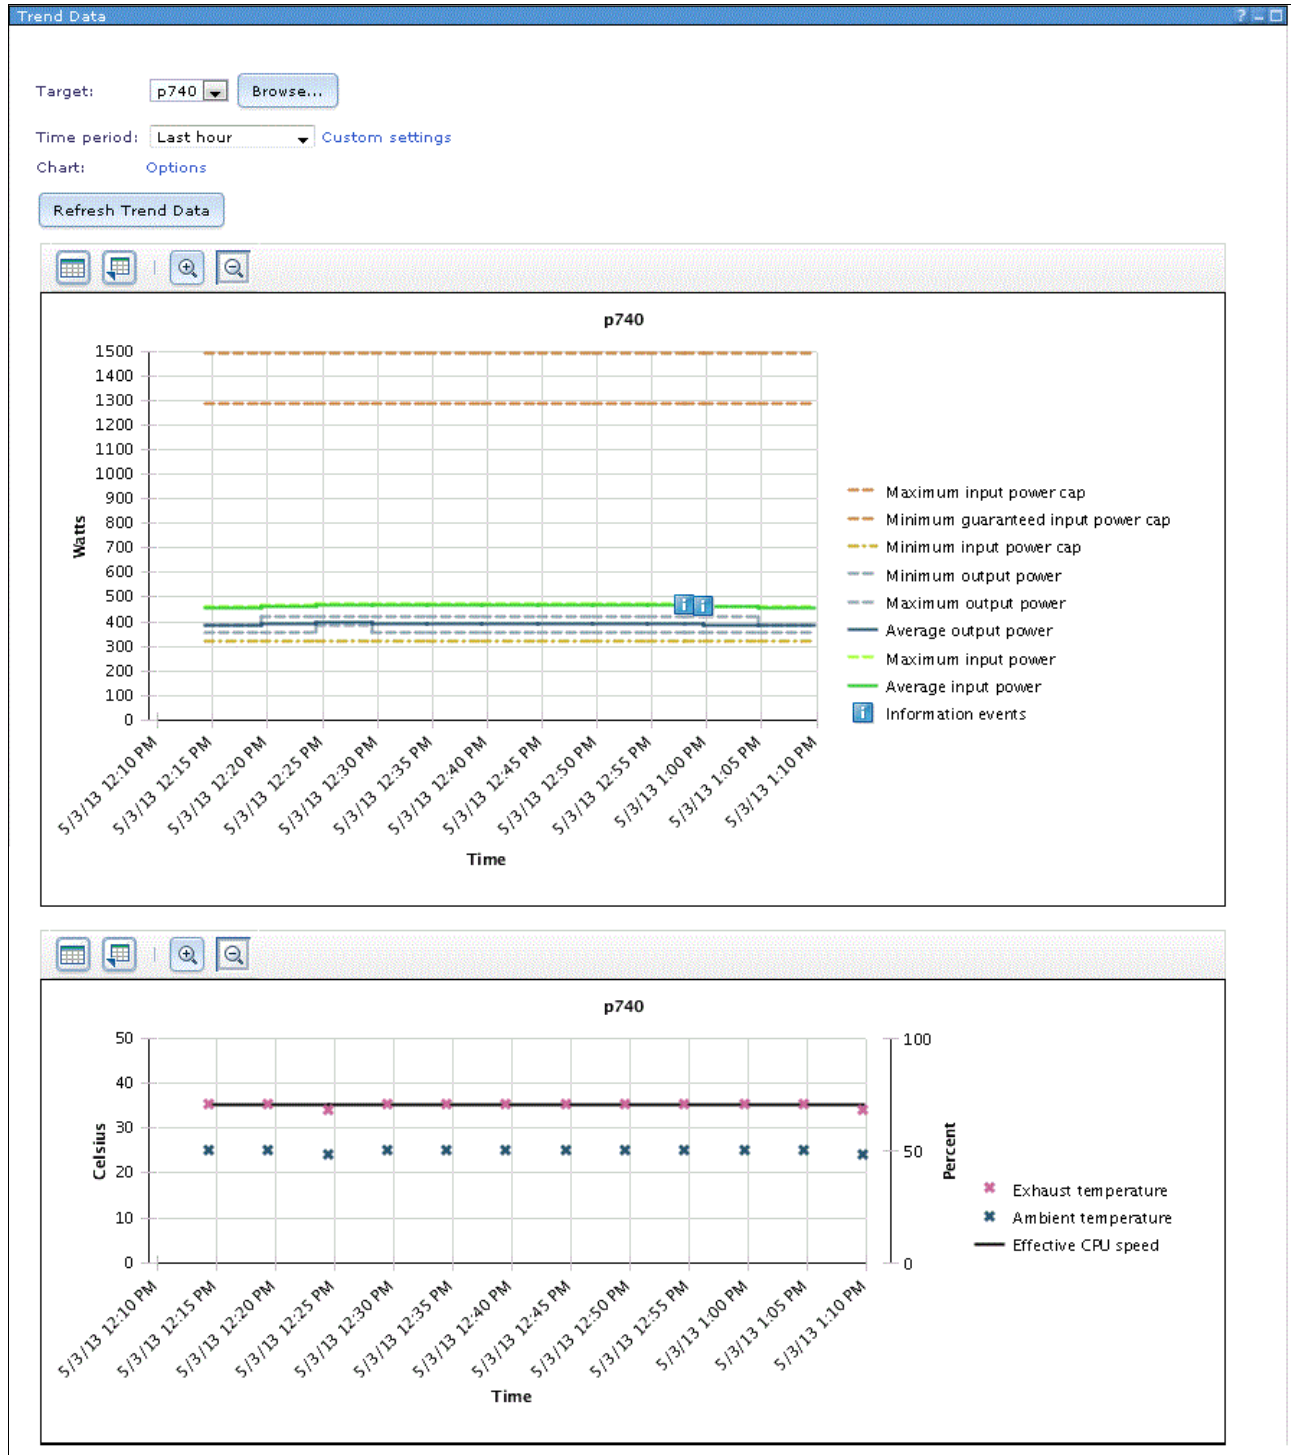 Trend Data
Target: p740 Browse...
Time period: Last hour Custom settings
Chart: Options
Refresh Trend Data
p740
1500
1400
1300
1200
1100
1000
900
800
700
600
500
400
300
200
100
0
Watts
Maximum input power cap
Minimum guaranteed input power cap
Minimum input power cap
Minimum output power
Maximum output power
Average output power
Maximum input power
Average input power
Information events
5/3/13 12:10 PM
5/3/13 12:15 PM
5/3/13 12:20 PM
5/3/13 12:25 PM
5/3/13 12:30 PM
5/3/13 12:35 PM
5/3/13 12:40 PM
5/3/13 12:45 PM
5/3/13 12:50 PM
5/3/13 12:55 PM
5/3/13 1:00 PM
5/3/13 1:05 PM
5/3/13 1:10 PM
Time
p740
50
40
30
20
10
0
Celsius
100
50
0
Percent
Exhaust temperature
Ambient temperature
Effective CPU speed
5/3/13 12:10 PM
5/3/13 12:15 PM
5/3/13 12:20 PM
5/3/13 12:25 PM
5/3/13 12:30 PM
5/3/13 12:35 PM
5/3/13 12:40 PM
5/3/13 12:45 PM
5/3/13 12:50 PM
5/3/13 12:55 PM
5/3/13 1:00 PM
5/3/13 1:05 PM
5/3/13 1:10 PM
Time